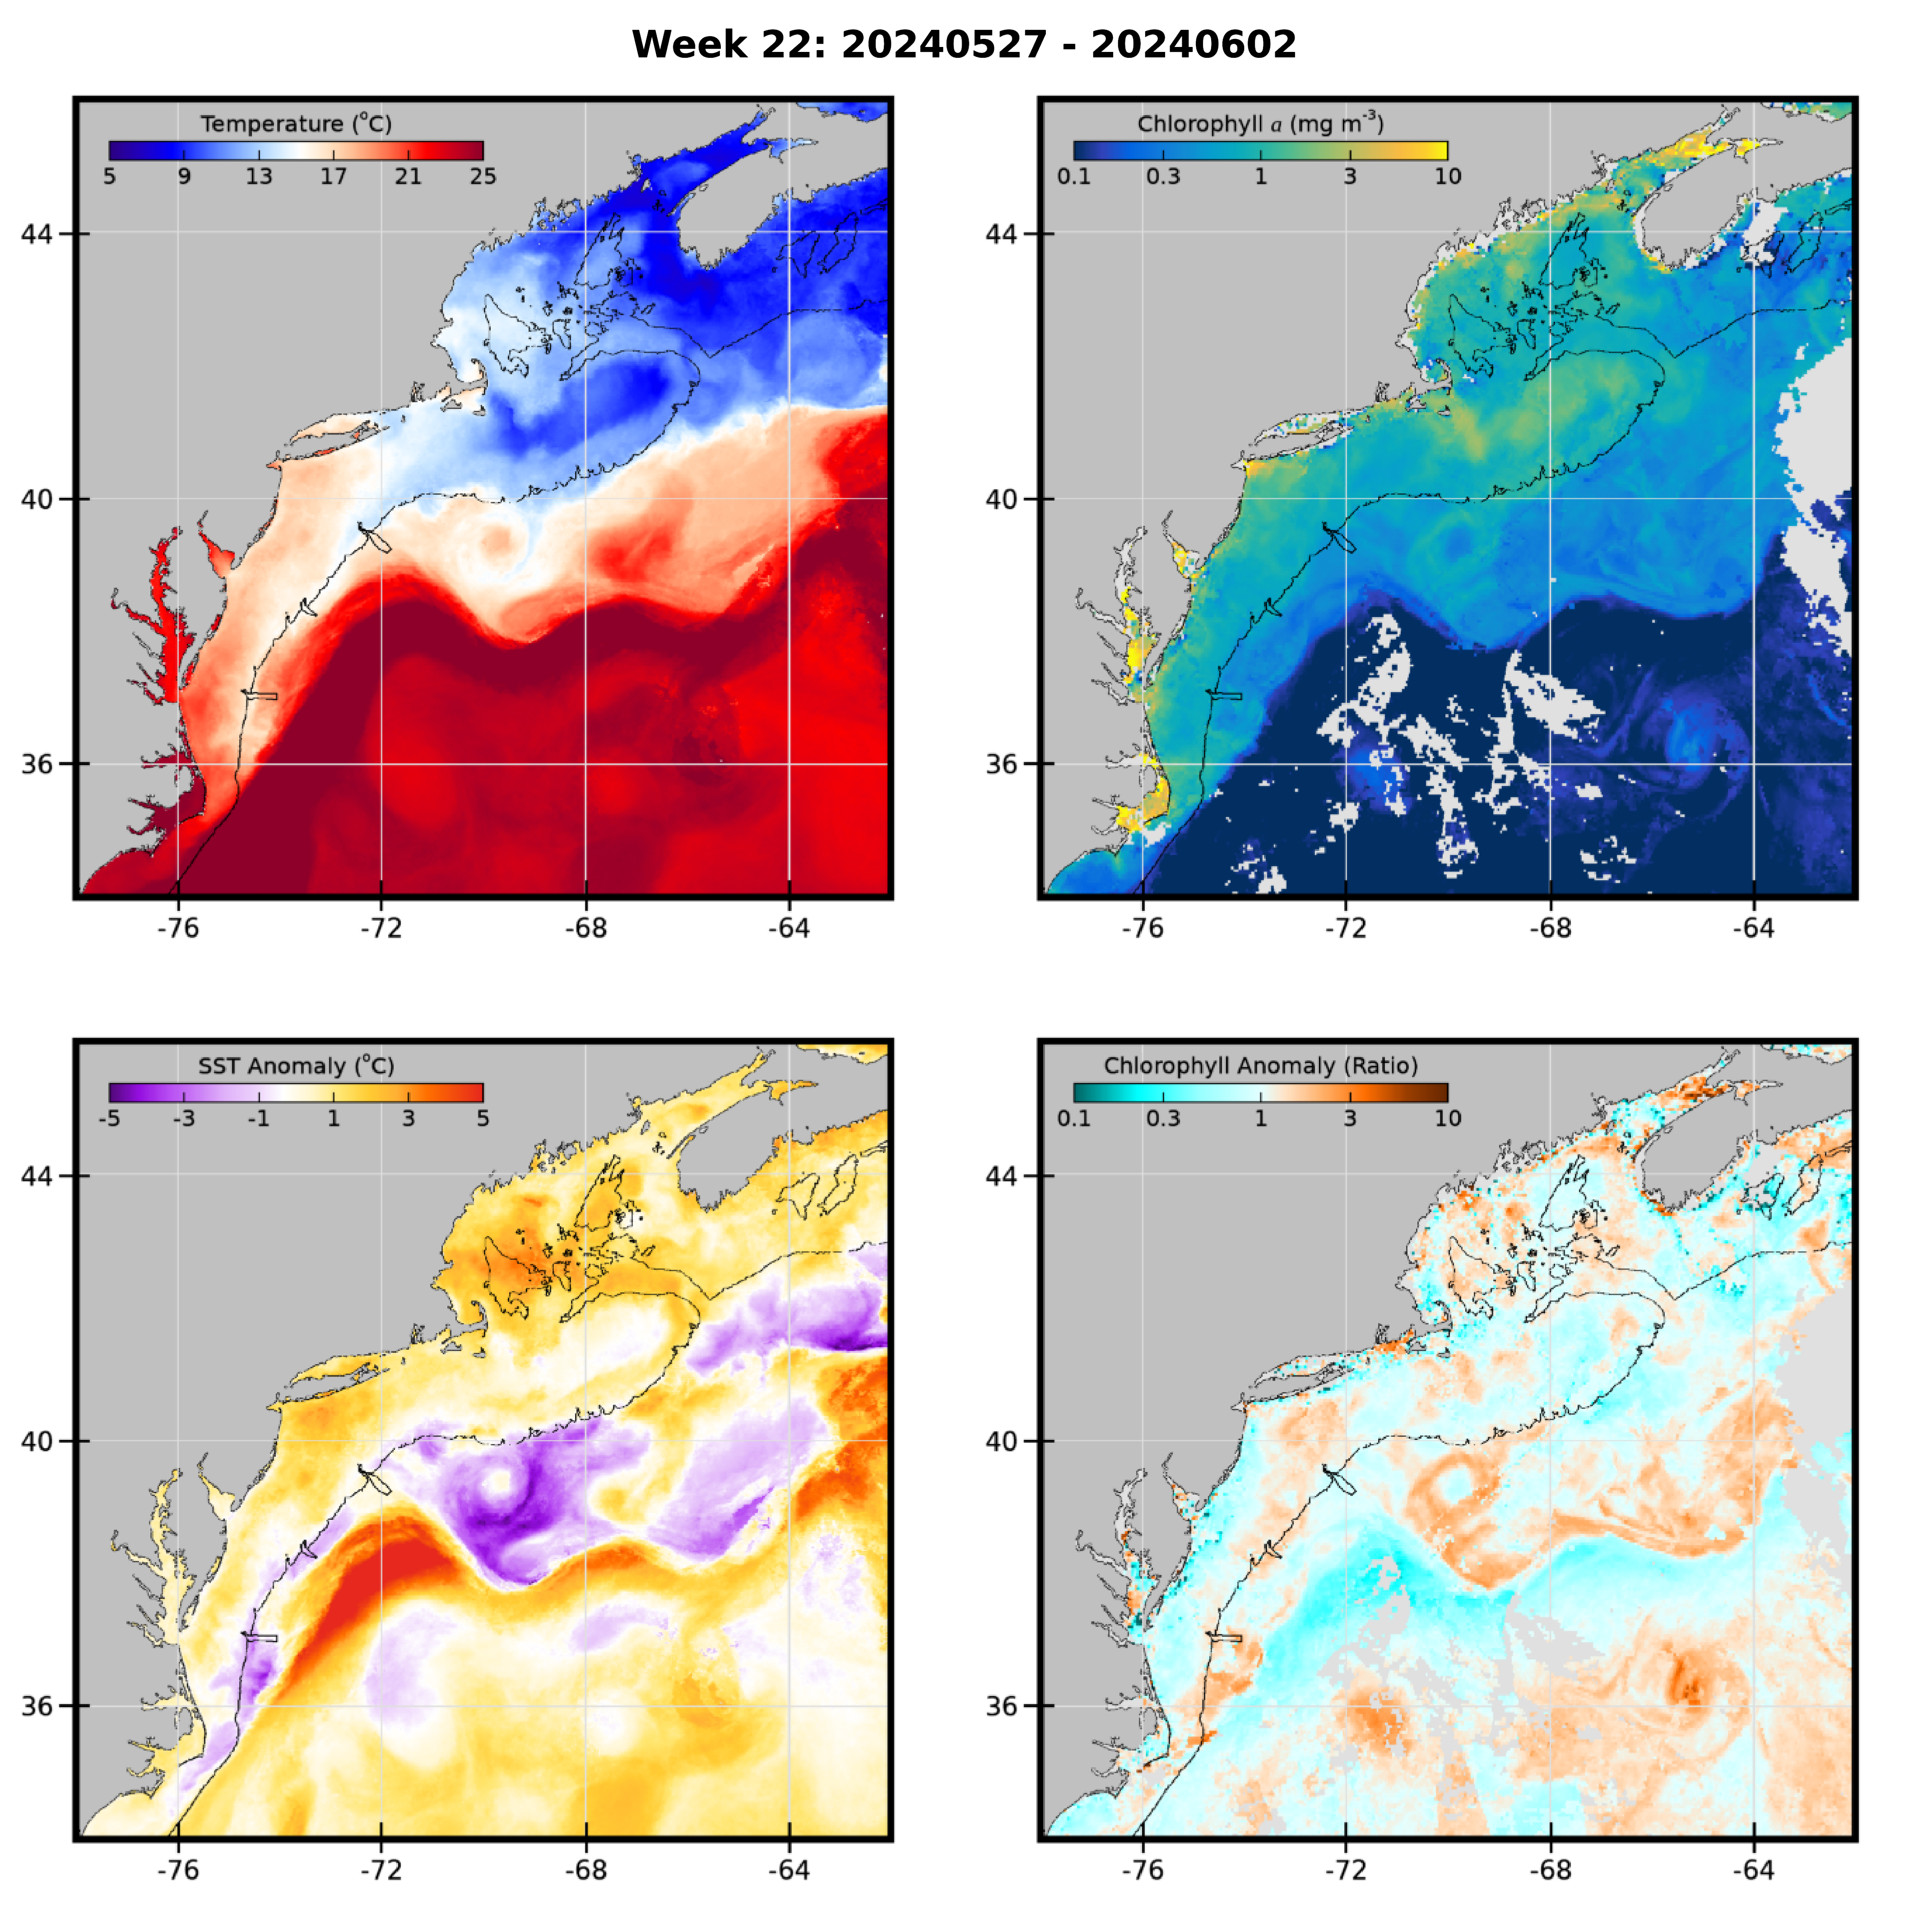 Week 22: 20240527 - 20240602
Temperature (°C)
5 9 13 17 21 25
44
40
36
-76 -72 -68 -64
Chlorophyll a (mg m⁻³)
0.1 0.3 1 3 10
44
40
36
-76 -72 -68 -64
SST Anomaly (°C)
-5 -3 -1 1 3 5
44
40
36
-76 -72 -68 -64
Chlorophyll Anomaly (Ratio)
0.1 0.3 1 3 10
44
40
36
-76 -72 -68 -64